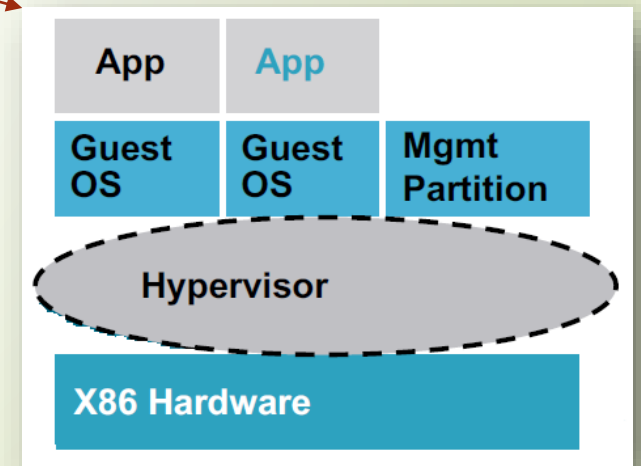 App App
Guest Guest Mgmt
OS OS Partition
Hypervisor
X86 Hardware